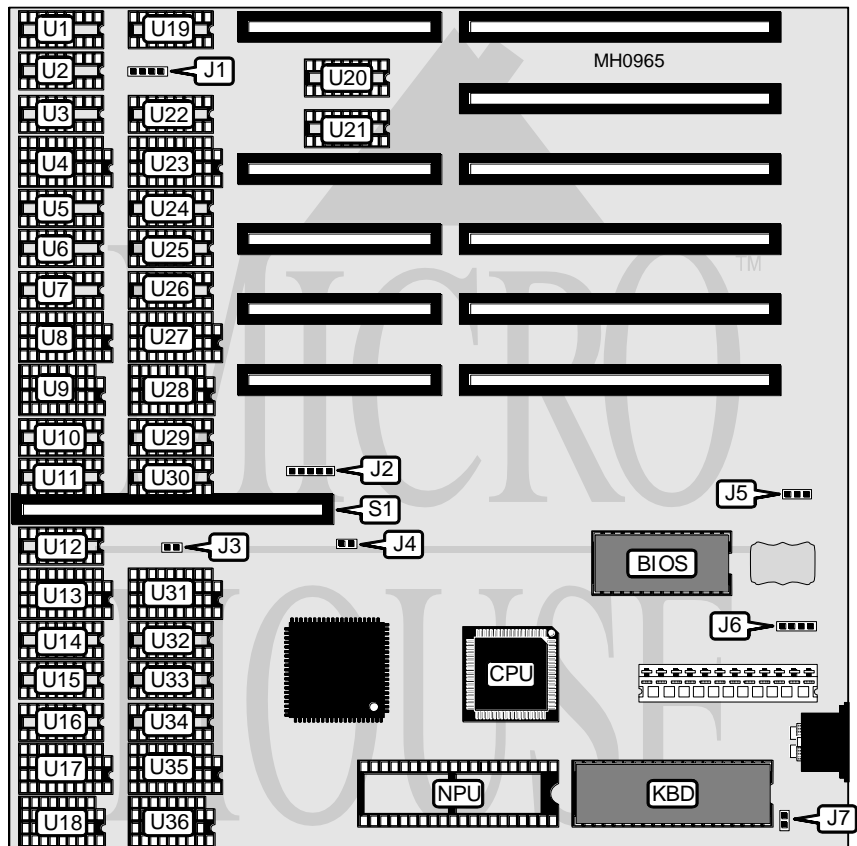 U1 U19
MH0965
U2 J1 U20
U3 U22 U21
U4 U23
U5 U24
U6 U25
TM
U7 U26
U8 U27
U9 U28
U10 U29
U11 U30 J2
J5
S1
U12 J3 J4
BIOS
U13 U31
J6
U14 U32
U15 U33 CPU
U16 U34
U17 U35
NPU KBD
U18 U36 J7
MICRO
HOUSE